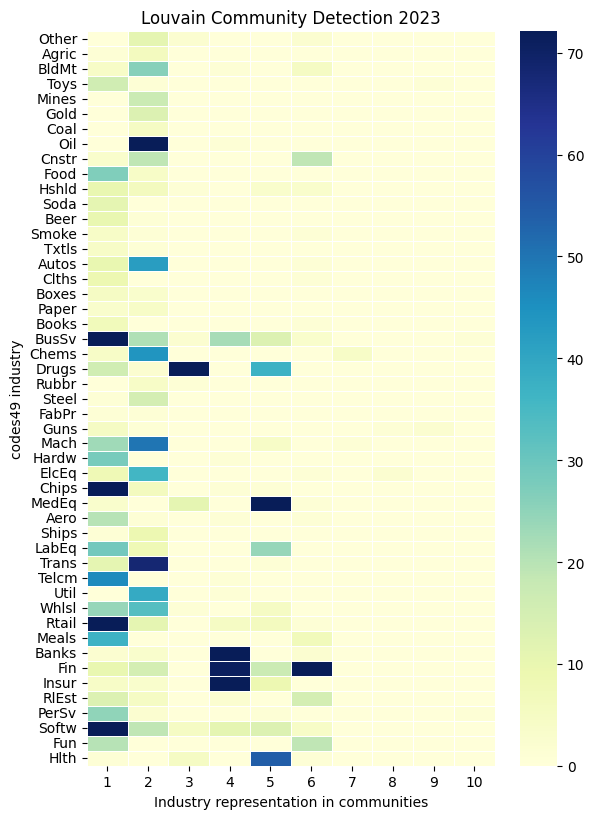 Louvain Community Detection 2023
codes49 industry
Other
Agric
BldMt
Toys
Mines
Gold
Coal
Oil
Cnstr
Food
Hshld
Soda
Beer
Smoke
Txtls
Autos
Clths
Boxes
Paper
Books
BusSv
Chems
Drugs
Rubbr
Steel
FabPr
Guns
Mach
Hardw
ElcEq
Chips
MedEq
Aero
Ships
LabEq
Trans
Telcm
Util
Whlsl
Rtail
Meals
Banks
Fin
Insur
RlEst
PerSv
Softw
Fun
Hlth
1 2 3 4 5 6 7 8 9 10
Industry representation in communities
70
60
50
40
30
20
10
0